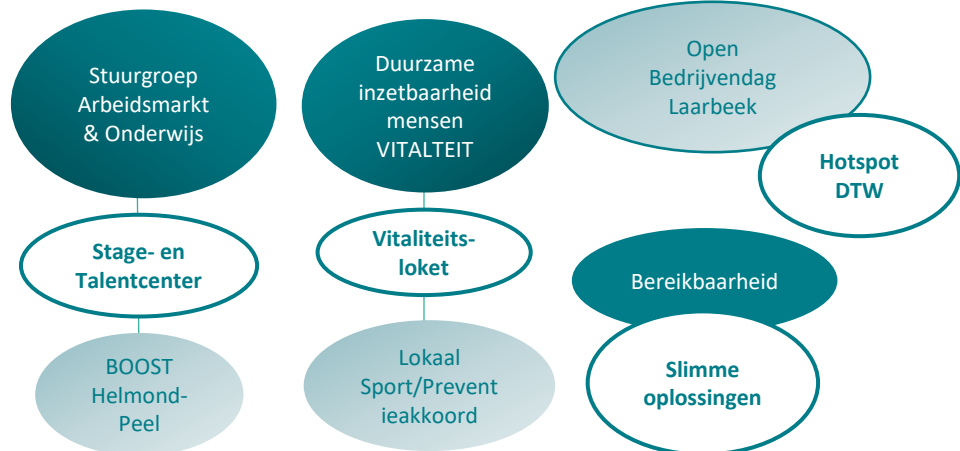 Stuurgroep
Arbeidsmarkt
& Onderwijs
Stage- en
Talentcenter
BOOST
Helmond-
Peel
Duurzame
inzetbaarheid
mensen
VITALTEIT
Vitaliteits-
loket
Lokaal
Sport/Prevent
ieakkoord
Open
Bedrijvendag
Laarbeek
Hotspot
DTW
Bereikbaarheid
Slimme
oplossingen